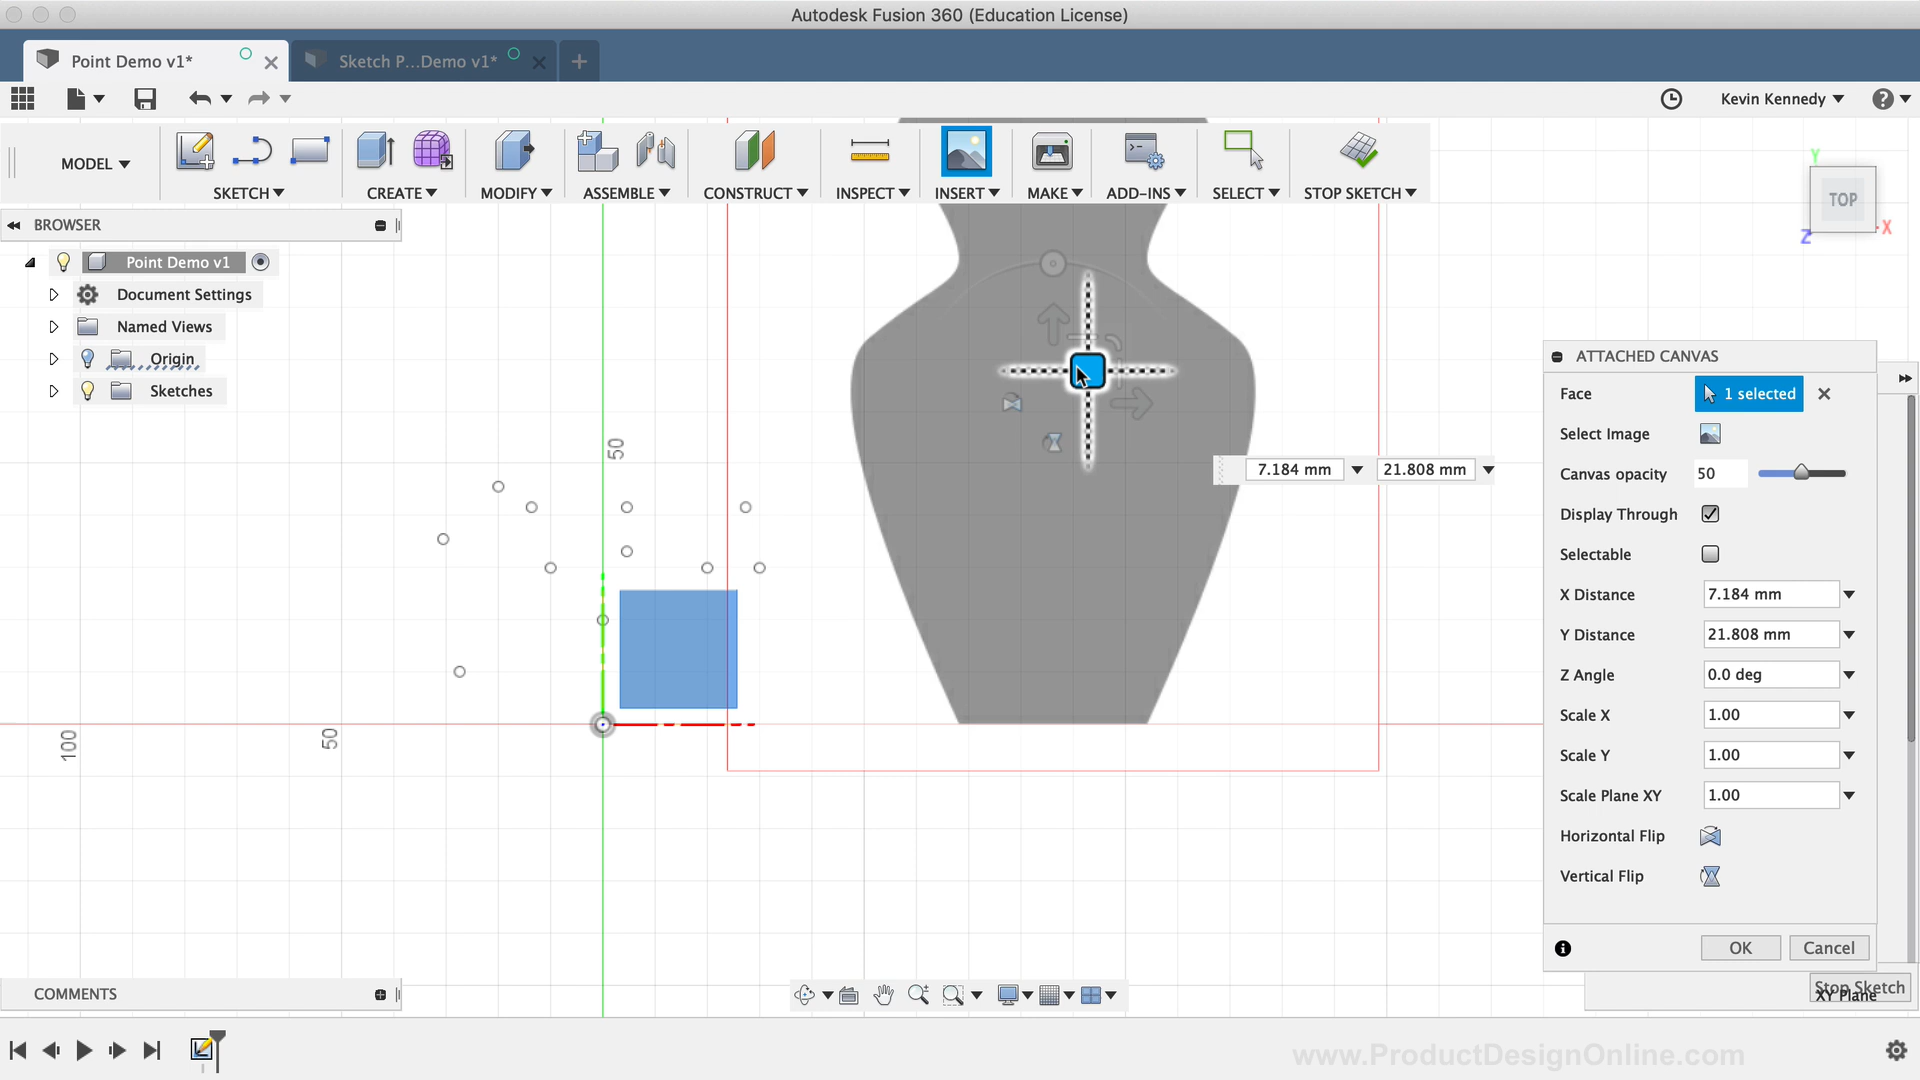 Autodesk Fusion 360 (Education License)
Point Demo v1*
Sketch P...Demo v1*
Kevin Kennedy
MODEL
SKETCH
CREATE
MODIFY
ASSEMBLE
CONSTRUCT
INSPECT
INSERT
MAKE
ADD-INS
SELECT
STOP SKETCH
Y
TOP
X
Z
BROWSER
Point Demo v1
Document Settings
Named Views
Origin
Sketches
50
50
100
7.184 mm
21.808 mm
ATTACHED CANVAS
Face
1 selected
Select Image
Canvas opacity
50
Display Through
Selectable
X Distance
7.184 mm
Y Distance
21.808 mm
Z Angle
0.0 deg
Scale X
1.00
Scale Y
1.00
Scale Plane XY
1.00
Horizontal Flip
Vertical Flip
OK
Cancel
Stop Sketch
XY Plane
COMMENTS
www.ProductDesignOnline.com